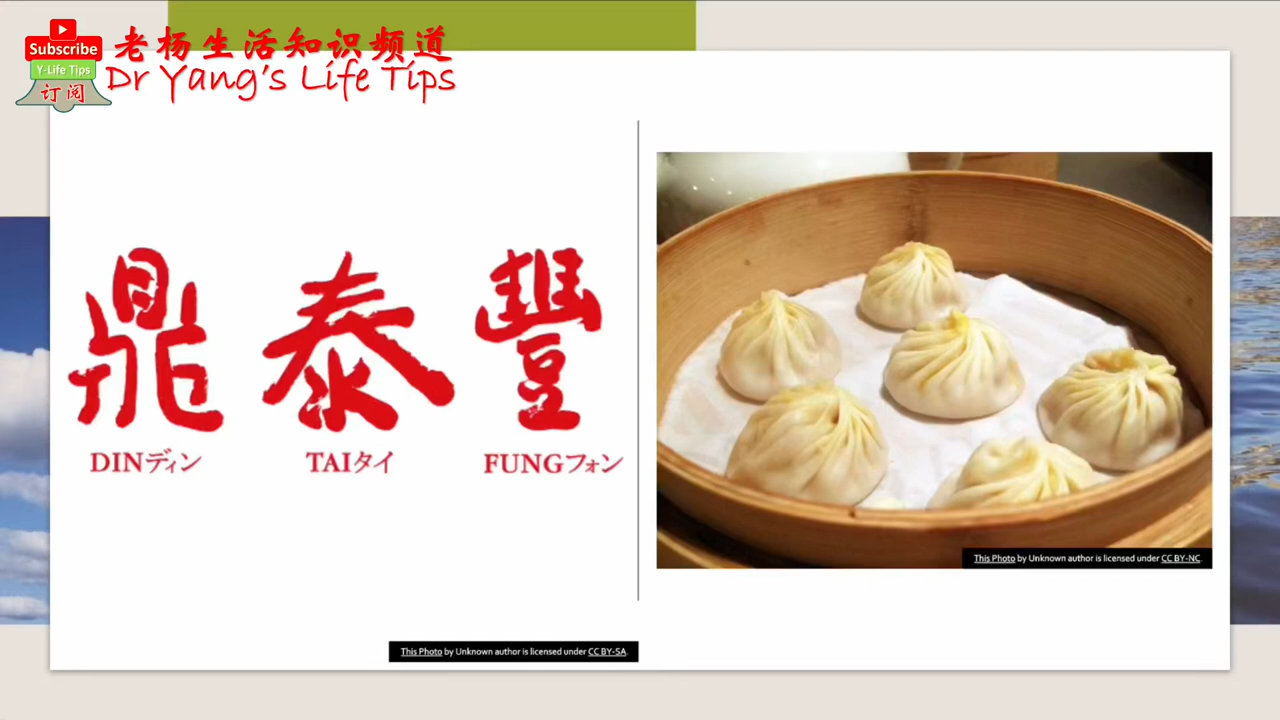 Subscribe
Y-Life Tips
订阅
老杨生活知识频道
Dr Yang's Life Tips
鼎泰豐
DINディン TAIタイ FUNGフォン
This Photo by Unknown author is licensed under CC BY-NC.
This Photo by Unknown author is licensed under CC BY-SA.